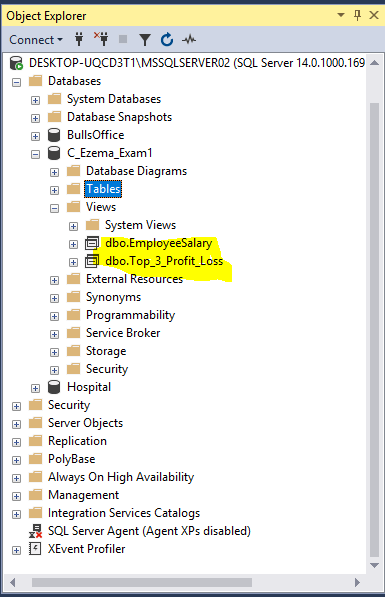 Object Explorer
Connect
DESKTOP-UQCD3T1\MSSQLSERVER02 (SQL Server 14.0.1000.169
Databases
System Databases
Database Snapshots
BullsOffice
C_Ezema_Exam1
Database Diagrams
Tables
Views
System Views
dbo.EmployeeSalary
dbo.Top_3_Profit_Loss
External Resources
Synonyms
Programmability
Service Broker
Storage
Security
Hospital
Security
Server Objects
Replication
PolyBase
Always On High Availability
Management
Integration Services Catalogs
SQL Server Agent (Agent XPs disabled)
XEvent Profiler